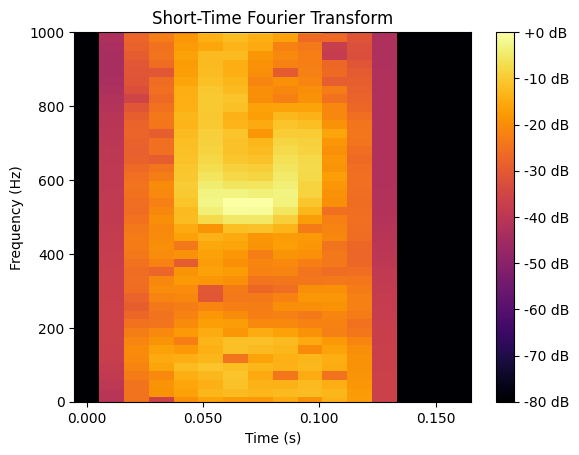 Short-Time Fourier Transform
1000
800
600
400
200
0
Frequency (Hz)
0.000
0.050
0.100
0.150
Time (s)
+0 dB
-10 dB
-20 dB
-30 dB
-40 dB
-50 dB
-60 dB
-70 dB
-80 dB